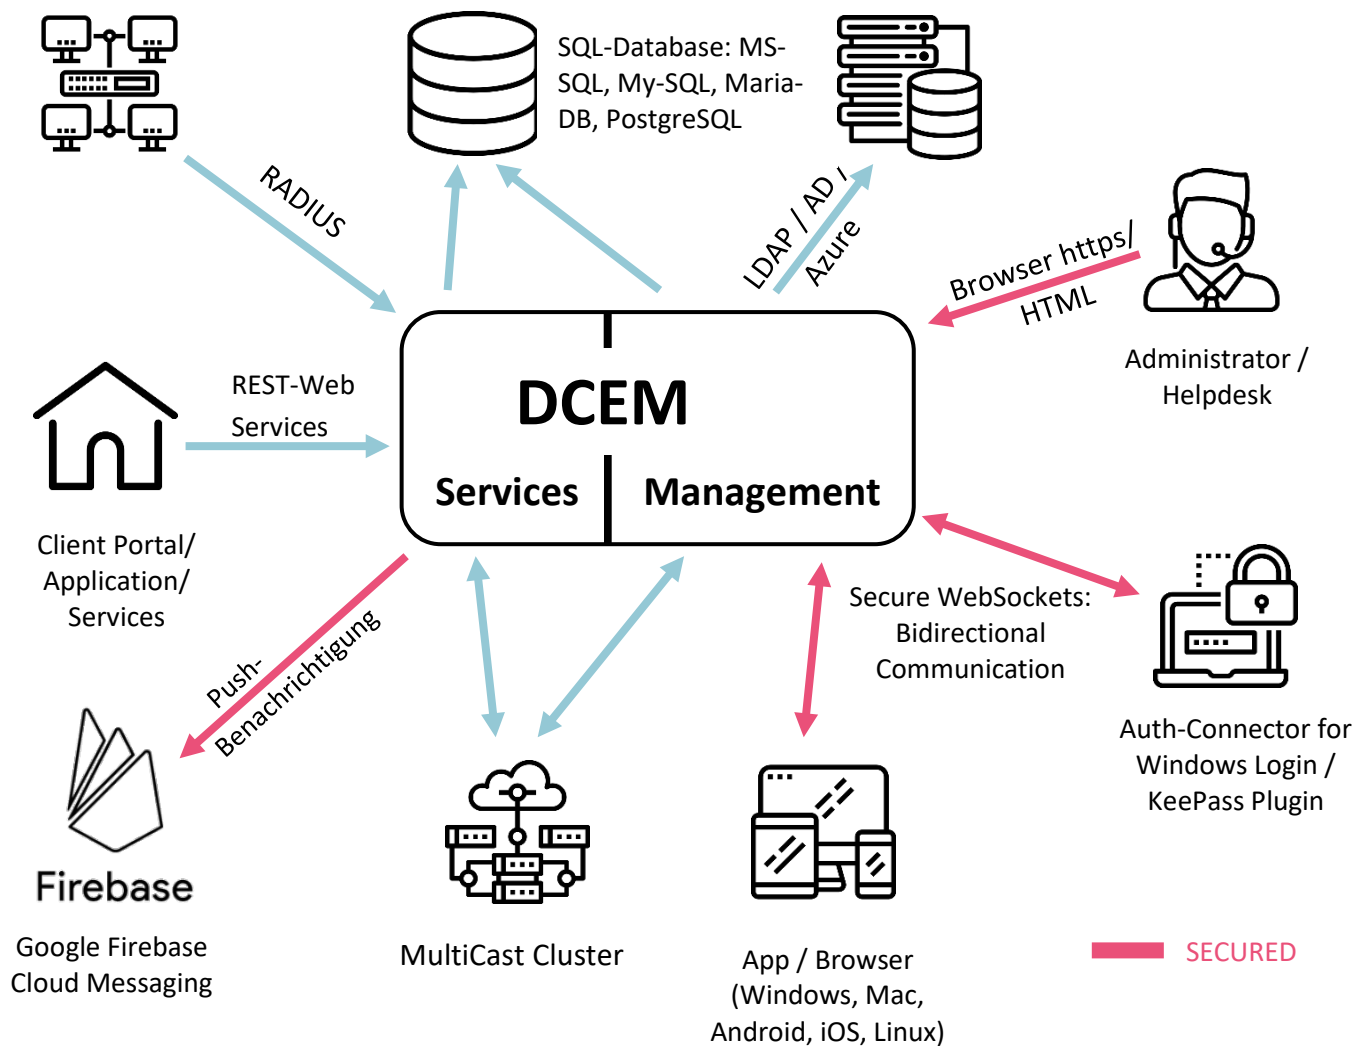 SQL-Database: MS-
SQL, My-SQL, Maria-
DB, PostgreSQL
RADIUS
LDAP / AD /
Azure
Browser https/
HTML
Administrator /
Helpdesk
REST-Web
Services
DCEM
Services
Management
Client Portal/
Application/
Services
Push-
Benachrichtigung
Secure WebSockets:
Bidirectional
Communication
Auth-Connector for
Windows Login /
KeePass Plugin
Firebase
Google Firebase
Cloud Messaging
MultiCast Cluster
App / Browser
(Windows, Mac,
Android, iOS, Linux)
SECURED